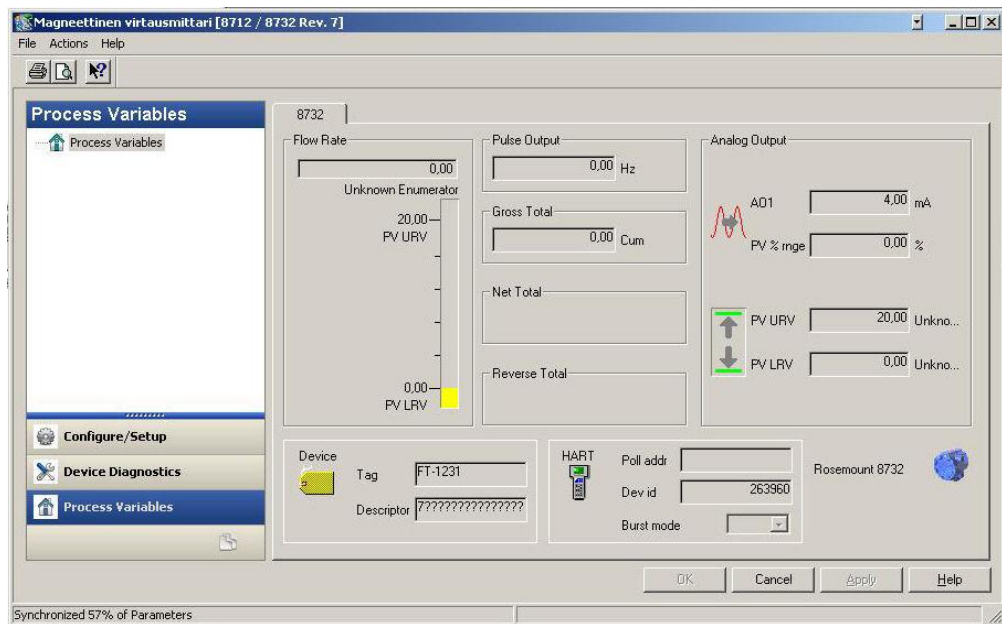 Magneettinen virtausmittari [8712 / 8732 Rev. 7]
File Actions Help
Process Variables
Process Variables
Configure/Setup
Device Diagnostics
Process Variables
8732
Flow Rate
0,00
Unknown Enumerator
20,00
PV URV
0,00
PV LRV
Pulse Output
0,00 Hz
Gross Total
0,00 Cum
Net Total
Reverse Total
Analog Output
AO1 4,00 mA
PV % rnge 0,00 %
PV URV 20,00 Unkno...
PV LRV 0,00 Unkno...
Device
Tag FT-1231
Descriptor ????????????????
HART
Poll addr
Dev id 263960
Burst mode
Rosemount 8732
OK Cancel Apply Help
Synchronized 57% of Parameters